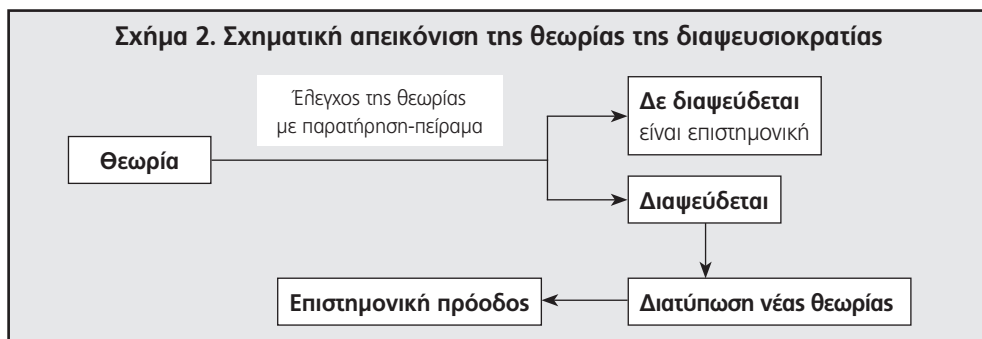 Σχήμα 2. Σχηματική απεικόνιση της θεωρίας της διαψευσιοκρατίας
Έλεγχος της θεωρίας
με παρατήρηση-πείραμα
Δε διαψεύδεται
είναι επιστημονική
Θεωρία
Διαψεύδεται
Επιστημονική πρόοδος
Διατύπωση νέας θεωρίας